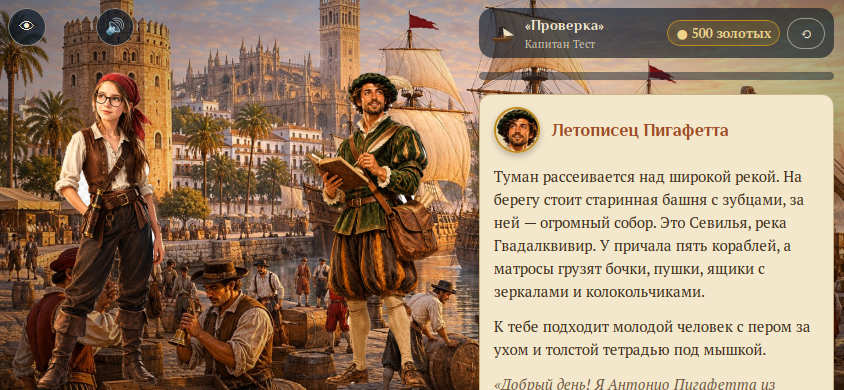 «Проверка»
Капитан Тест
500 золотых
Летописец Пигафетта
Туман рассеивается над широкой рекой. На
берегу стоит старинная башня с зубцами, за
ней — огромный собор. Это Севилья, река
Гвадалквивир. У причала пять кораблей, а
матросы грузят бочки, пушки, ящики с
зеркалами и колокольчиками.
К тебе подходит молодой человек с пером за
ухом и толстой тетрадью под мышкой.
«Добрый день! Я Антонио Пигафетта из